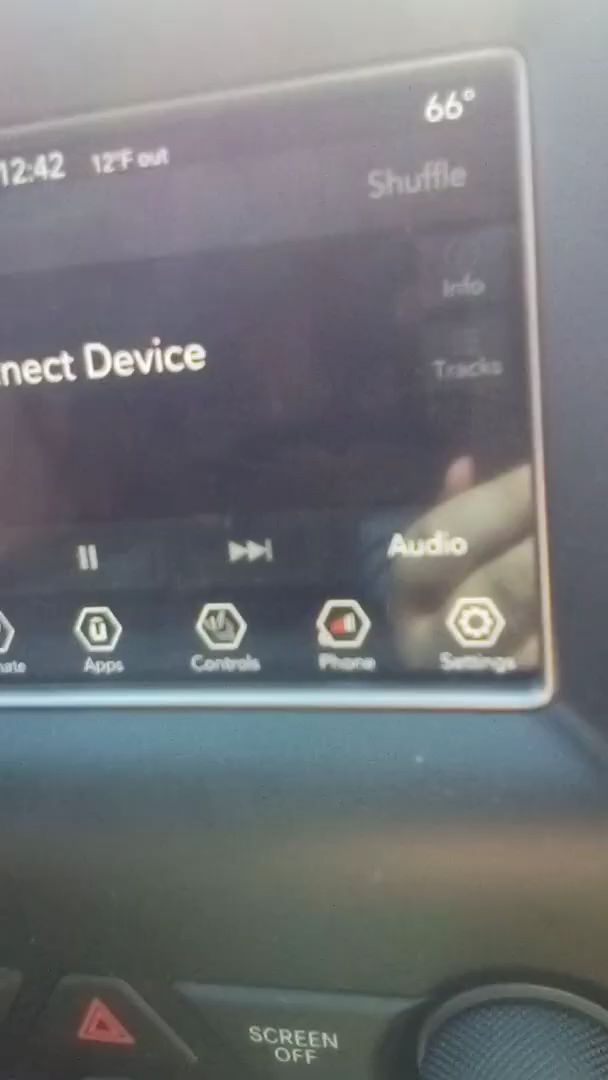 66°
12:42 12°F out
Shuffle
Info
nect Device
Tracks
Audio
Apps Controls Phone Settings
SCREEN
OFF